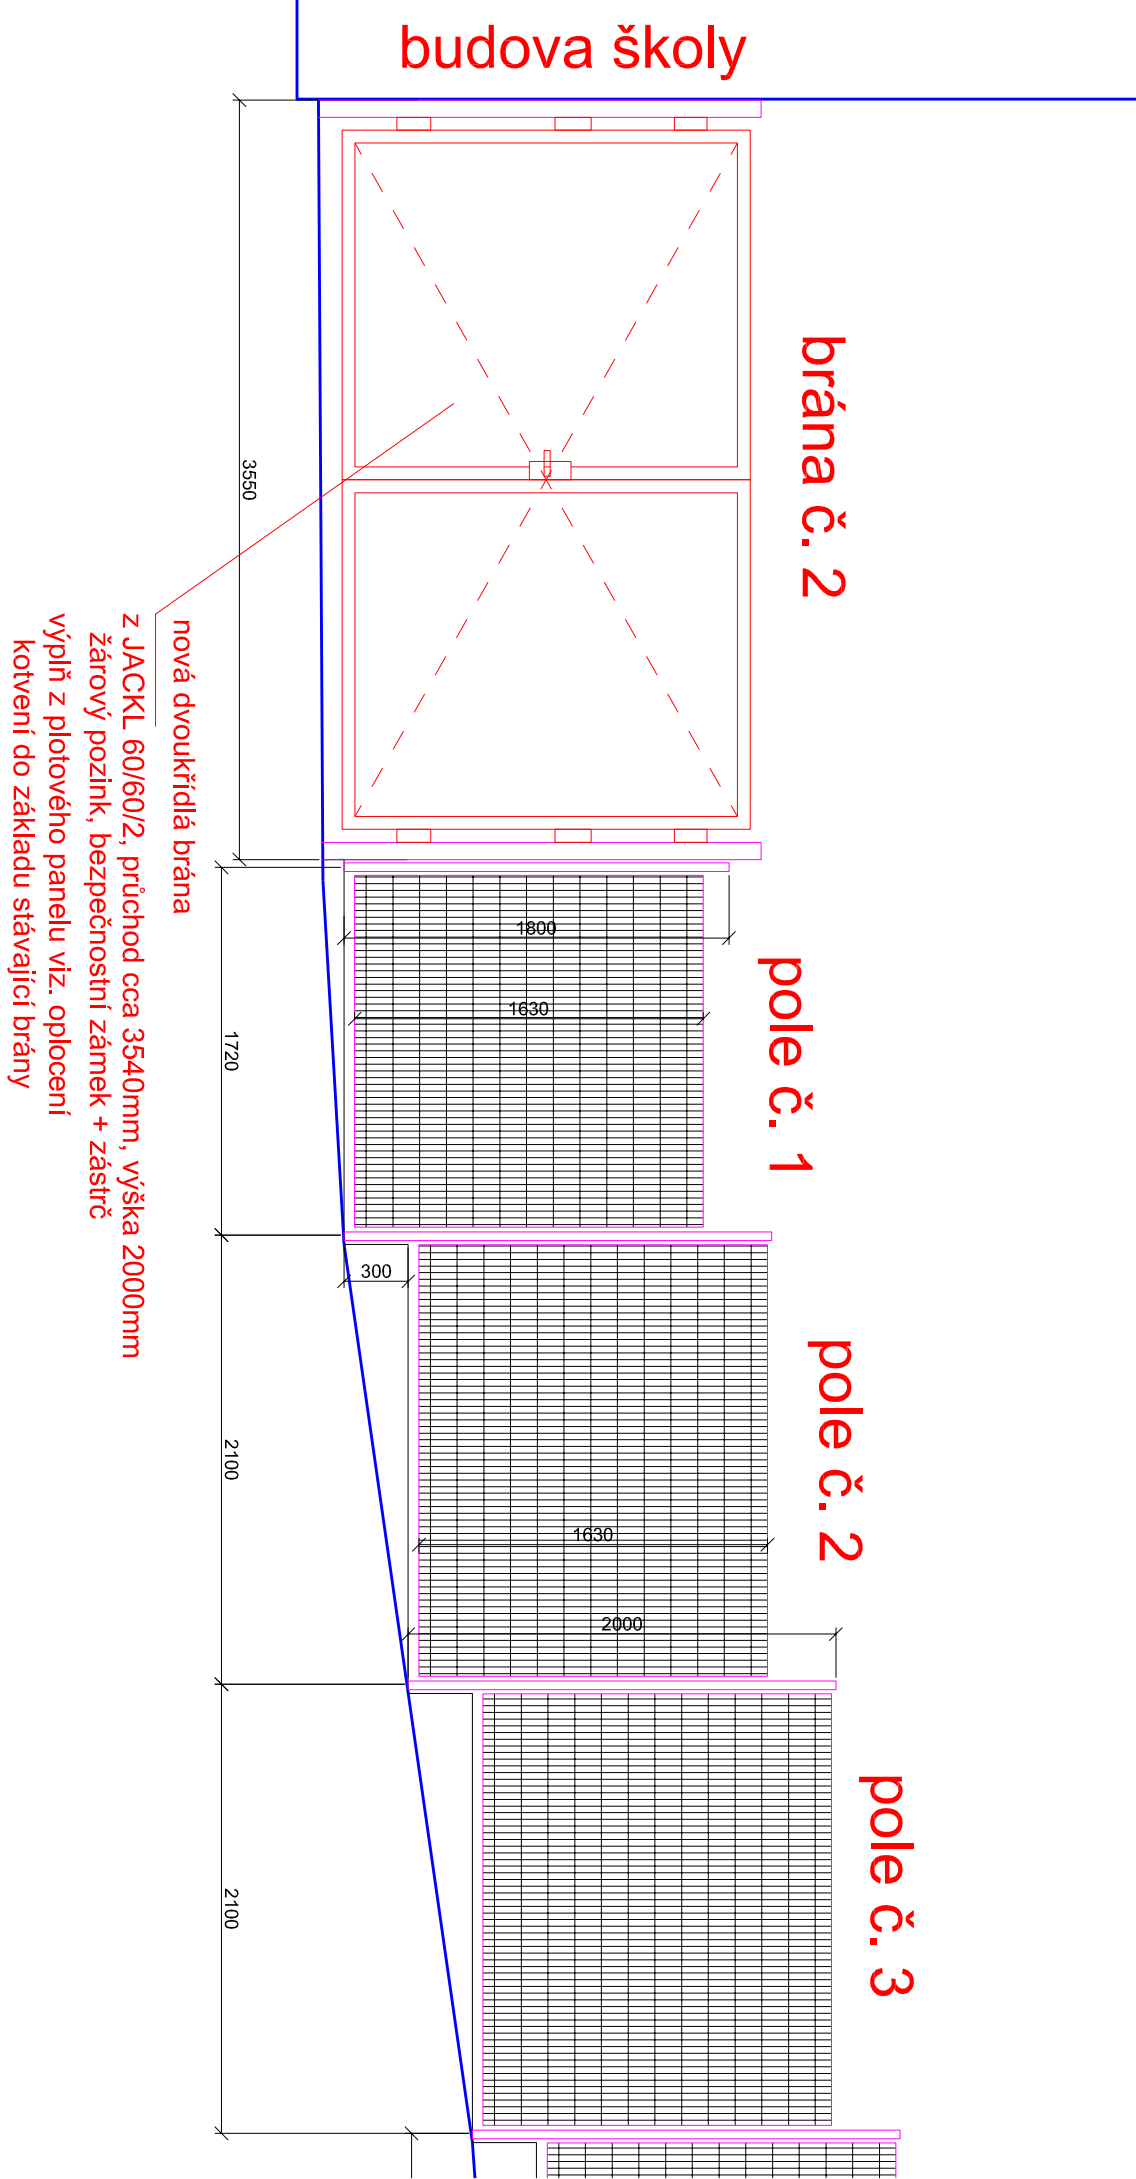 budova školy
brána č. 2
3550
nová dvoukřídlá brána
z JACKL 60/60/2, průchod cca 3540mm, výška 2000mm
žárový pozink, bezpečnostní zámek + zástrč
výplň z plotového panelu viz. oplocení
kotvení do základu stávající brány
pole č. 1
1800
1630
1720
300
pole č. 2
1630
2000
2100
pole č. 3
2100